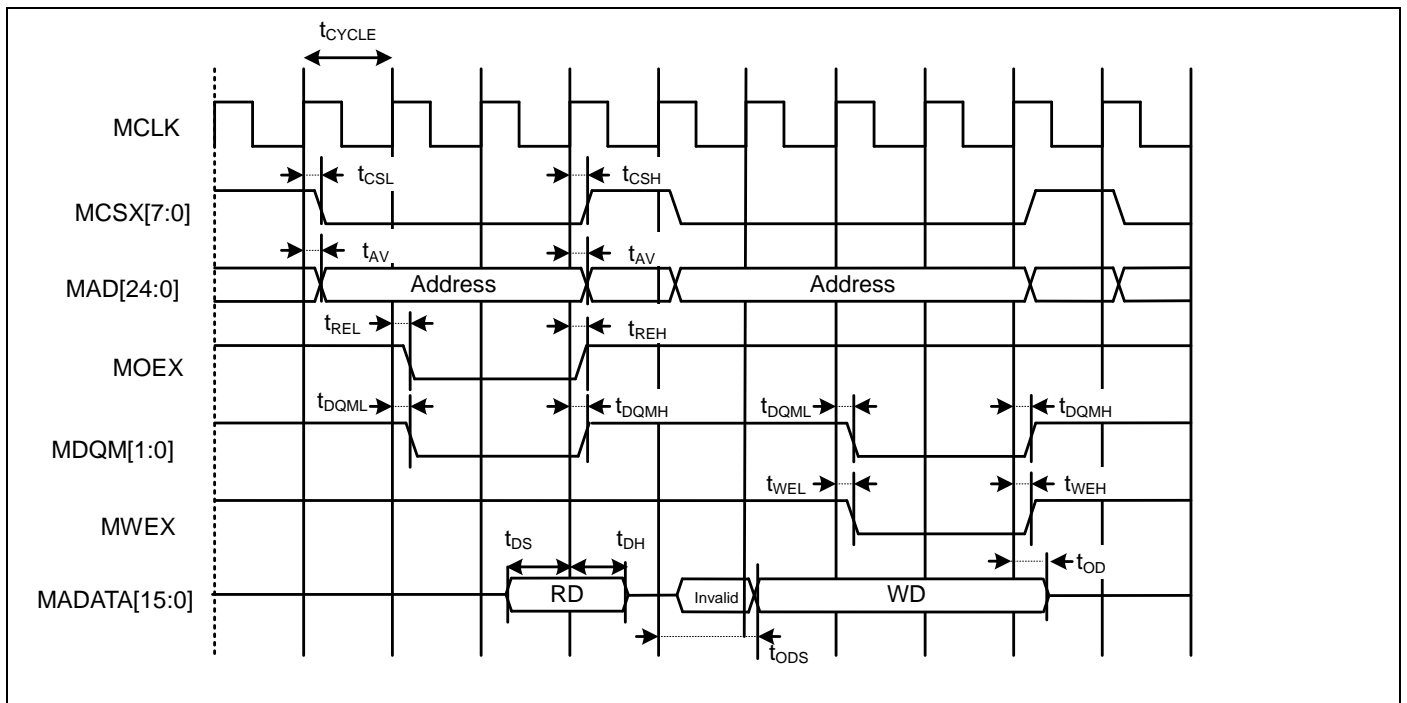 tCYCLE
MCLK
tCSL tCSH
MCSX[7:0]
tAV tAV
MAD[24:0] Address Address
tREL tREH
MOEX
tDQML tDQMH tDQML tDQMH
MDQM[1:0]
tWEL tWEH
MWEX
tDS tDH
tOD
MADATA[15:0] RD Invalid WD
tODS